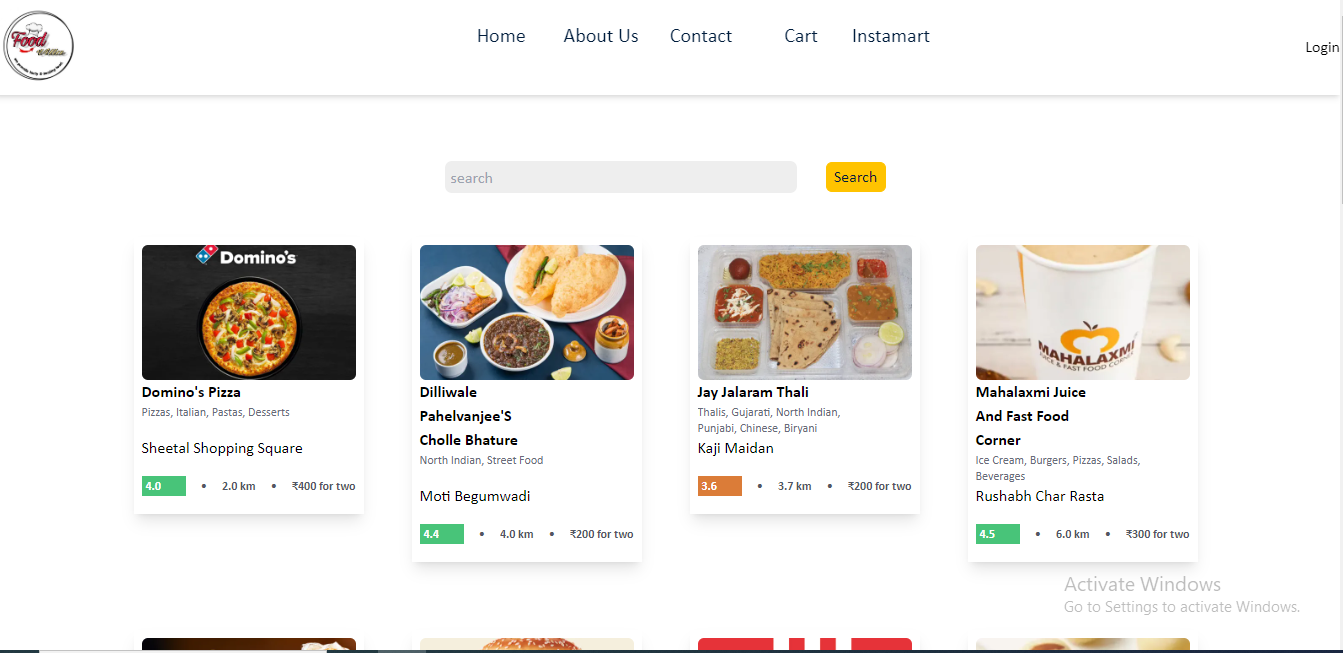 Food
Home
About Us
Contact
Cart
Instamart
Login
search
Search
Domino's
Domino's Pizza
Pizzas, Italian, Pastas, Desserts
Sheetal Shopping Square
4.0 • 2.0 km • ₹400 for two
Dilliwale
Pahelvanjee'S
Cholle Bhature
North Indian, Street Food
Moti Begumwadi
4.4 • 4.0 km • ₹200 for two
Jay Jalaram Thali
Thalis, Gujarati, North Indian,
Punjabi, Chinese, Biryani
Kaji Maidan
3.6 • 3.7 km • ₹200 for two
MAHALAXMI
JUICE & FAST FOOD CORNER
Mahalaxmi Juice
And Fast Food
Corner
Ice Cream, Burgers, Pizzas, Salads,
Beverages
Rushabh Char Rasta
4.5 • 6.0 km • ₹300 for two
Activate Windows
Go to Settings to activate Windows.